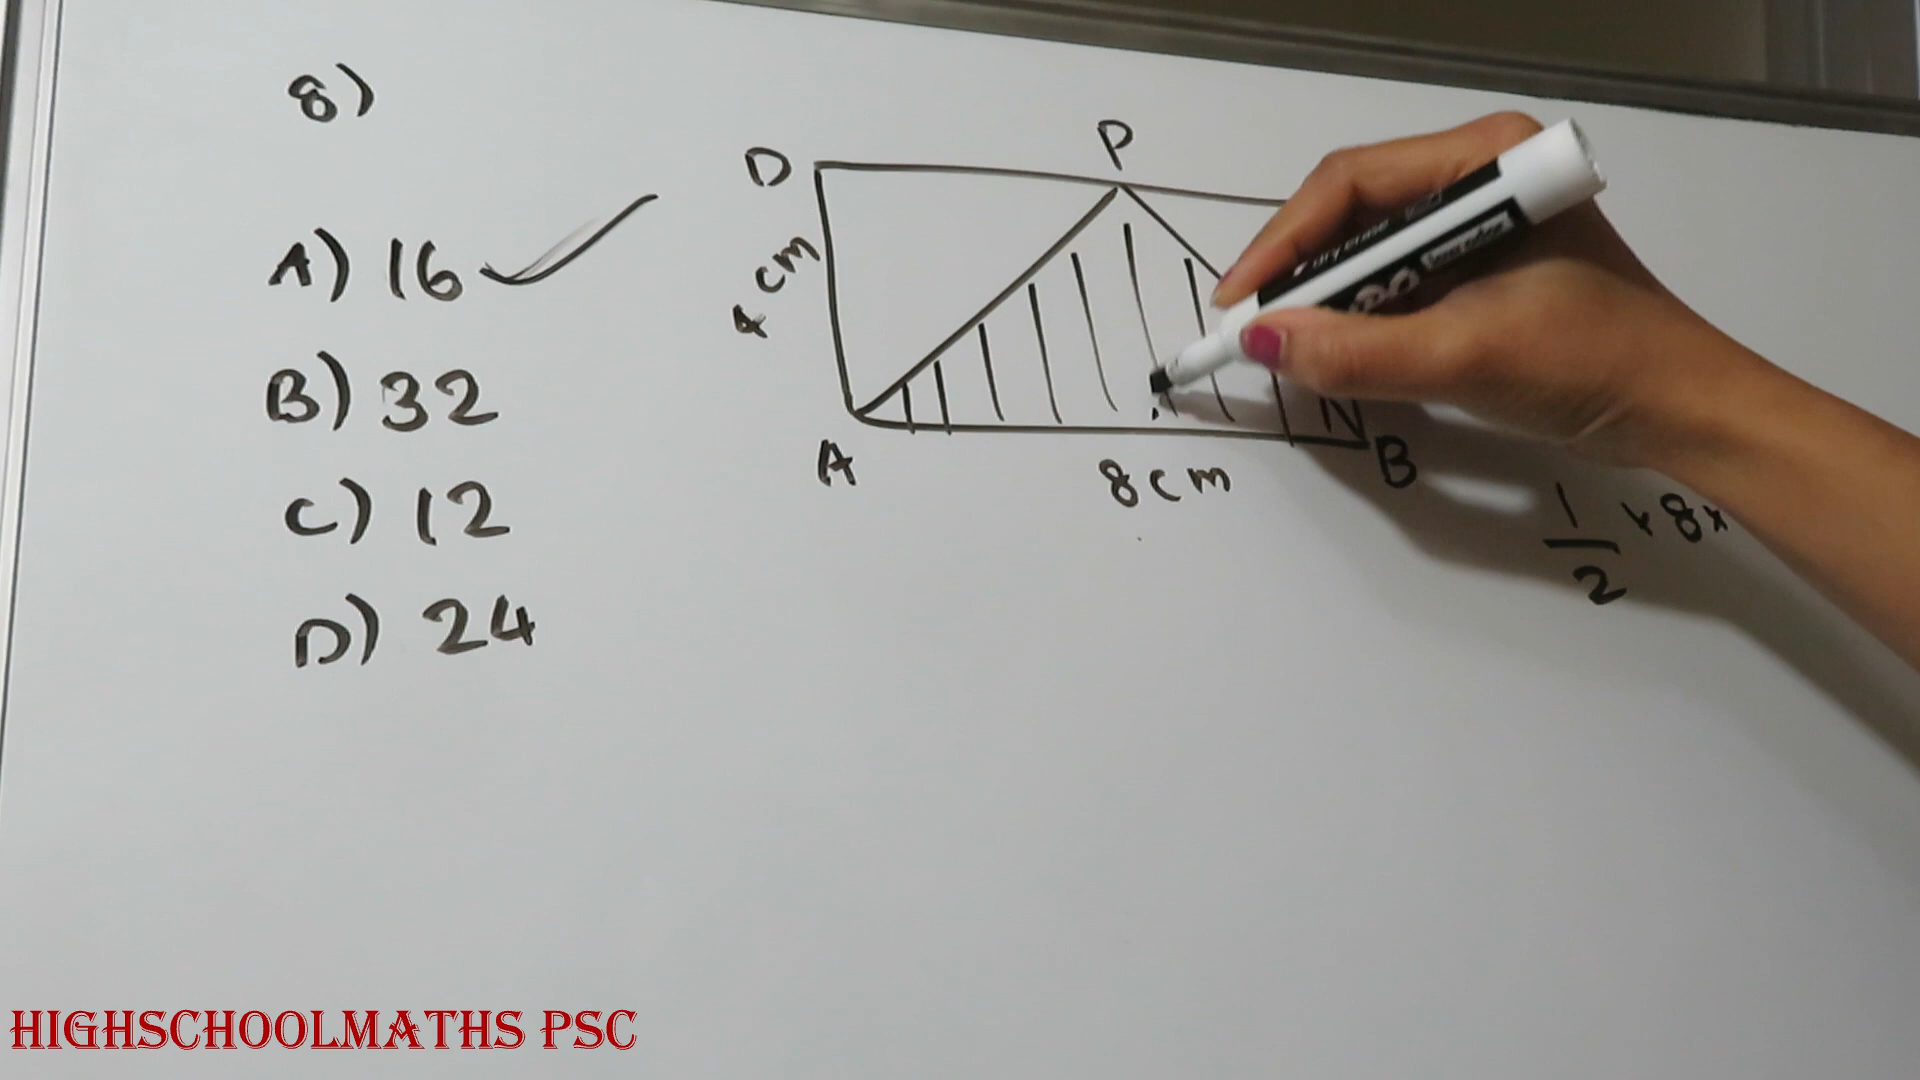 8)
D
P
4 cm
A) 16
B) 32
A
8 cm
B
C) 12
1/2 × 8 ×
D) 24
HIGHSCHOOLMATHS PSC